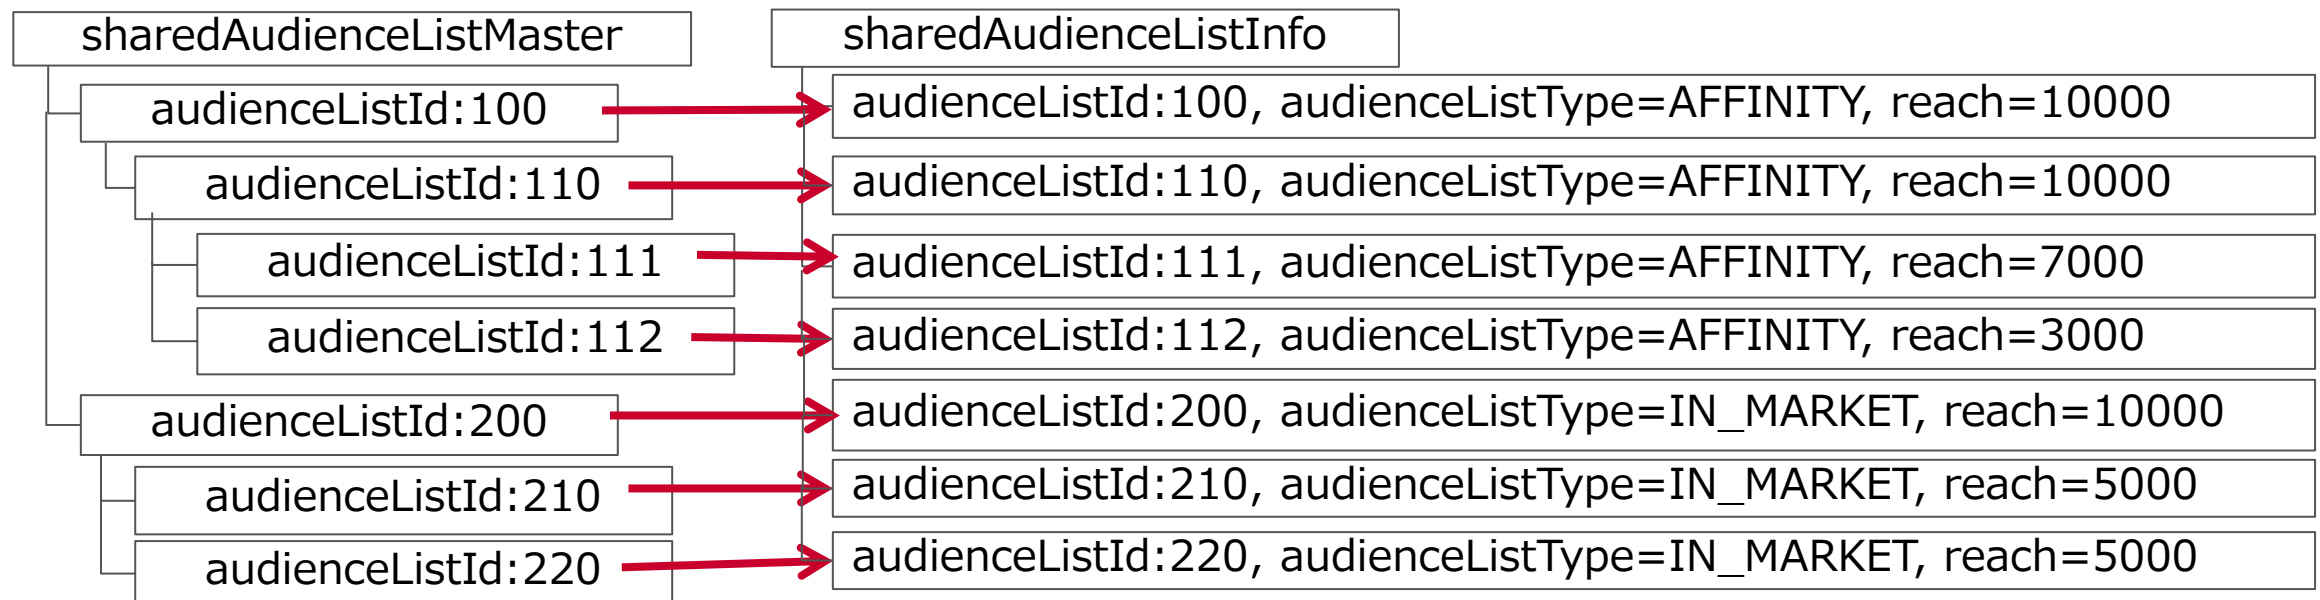 sharedAudienceListMaster
audienceListId:100
audienceListId:110
audienceListId:111
audienceListId:112
audienceListId:200
audienceListId:210
audienceListId:220
sharedAudienceListInfo
audienceListId:100, audienceListType=AFFINITY, reach=10000
audienceListId:110, audienceListType=AFFINITY, reach=10000
audienceListId:111, audienceListType=AFFINITY, reach=7000
audienceListId:112, audienceListType=AFFINITY, reach=3000
audienceListId:200, audienceListType=IN_MARKET, reach=10000
audienceListId:210, audienceListType=IN_MARKET, reach=5000
audienceListId:220, audienceListType=IN_MARKET, reach=5000